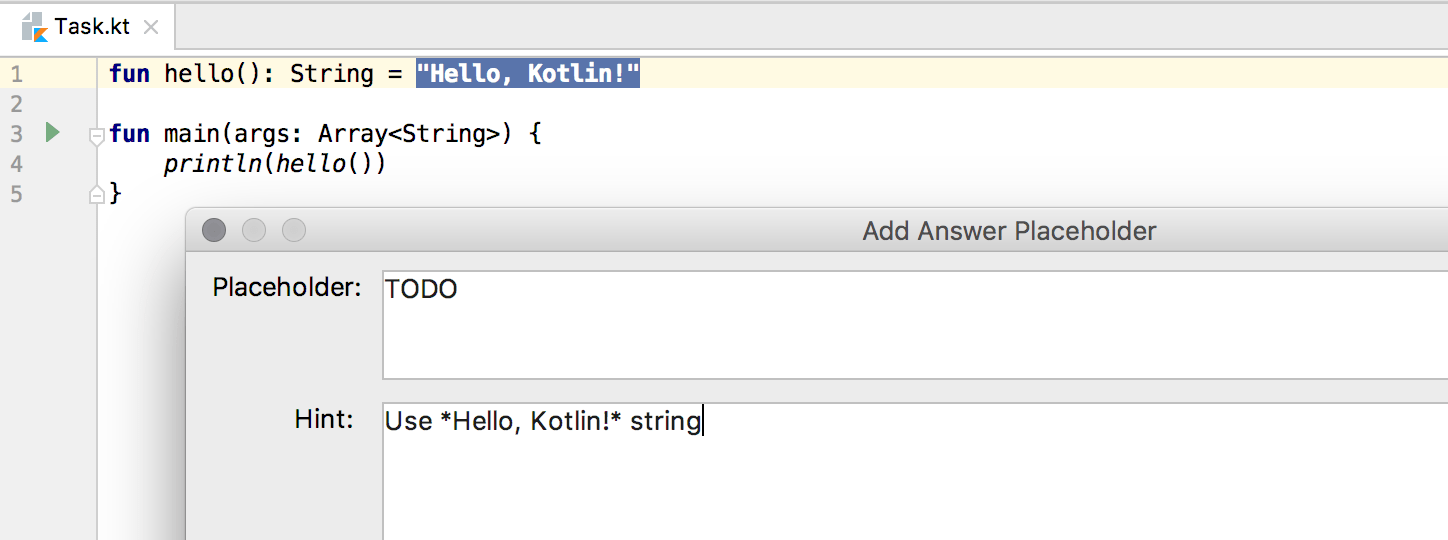 Task.kt
1 fun hello(): String = "Hello, Kotlin!"
2
3 fun main(args: Array<String>) {
4     println(hello())
5 }
Add Answer Placeholder
Placeholder: TODO
Hint: Use *Hello, Kotlin!* string